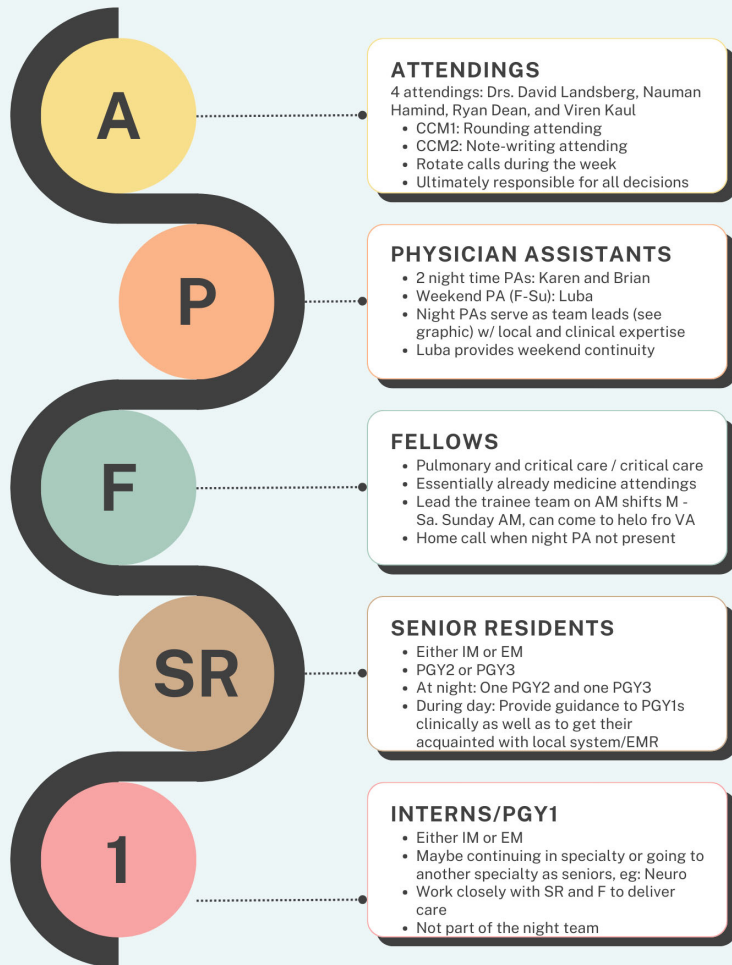 A
ATTENDINGS
4 attendings: Drs. David Landsberg, Nauman
Hamind, Ryan Dean, and Viren Kaul
• CCM1: Rounding attending
• CCM2: Note-writing attending
• Rotate calls during the week
• Ultimately responsible for all decisions
P
PHYSICIAN ASSISTANTS
• 2 night time PAs: Karen and Brian
• Weekend PA (F-Su): Luba
• Night PAs serve as team leads (see
graphic) w/ local and clinical expertise
• Luba provides weekend continuity
F
FELLOWS
• Pulmonary and critical care / critical care
• Essentially already medicine attendings
• Lead the trainee team on AM shifts M -
Sa. Sunday AM, can come to helo fro VA
• Home call when night PA not present
SR
SENIOR RESIDENTS
• Either IM or EM
• PGY2 or PGY3
• At night: One PGY2 and one PGY3
• During day: Provide guidance to PGY1s
clinically as well as to get their
acquainted with local system/EMR
1
INTERNS/PGY1
• Either IM or EM
• Maybe continuing in specialty or going to
another specialty as seniors, eg: Neuro
• Work closely with SR and F to deliver
care
• Not part of the night team